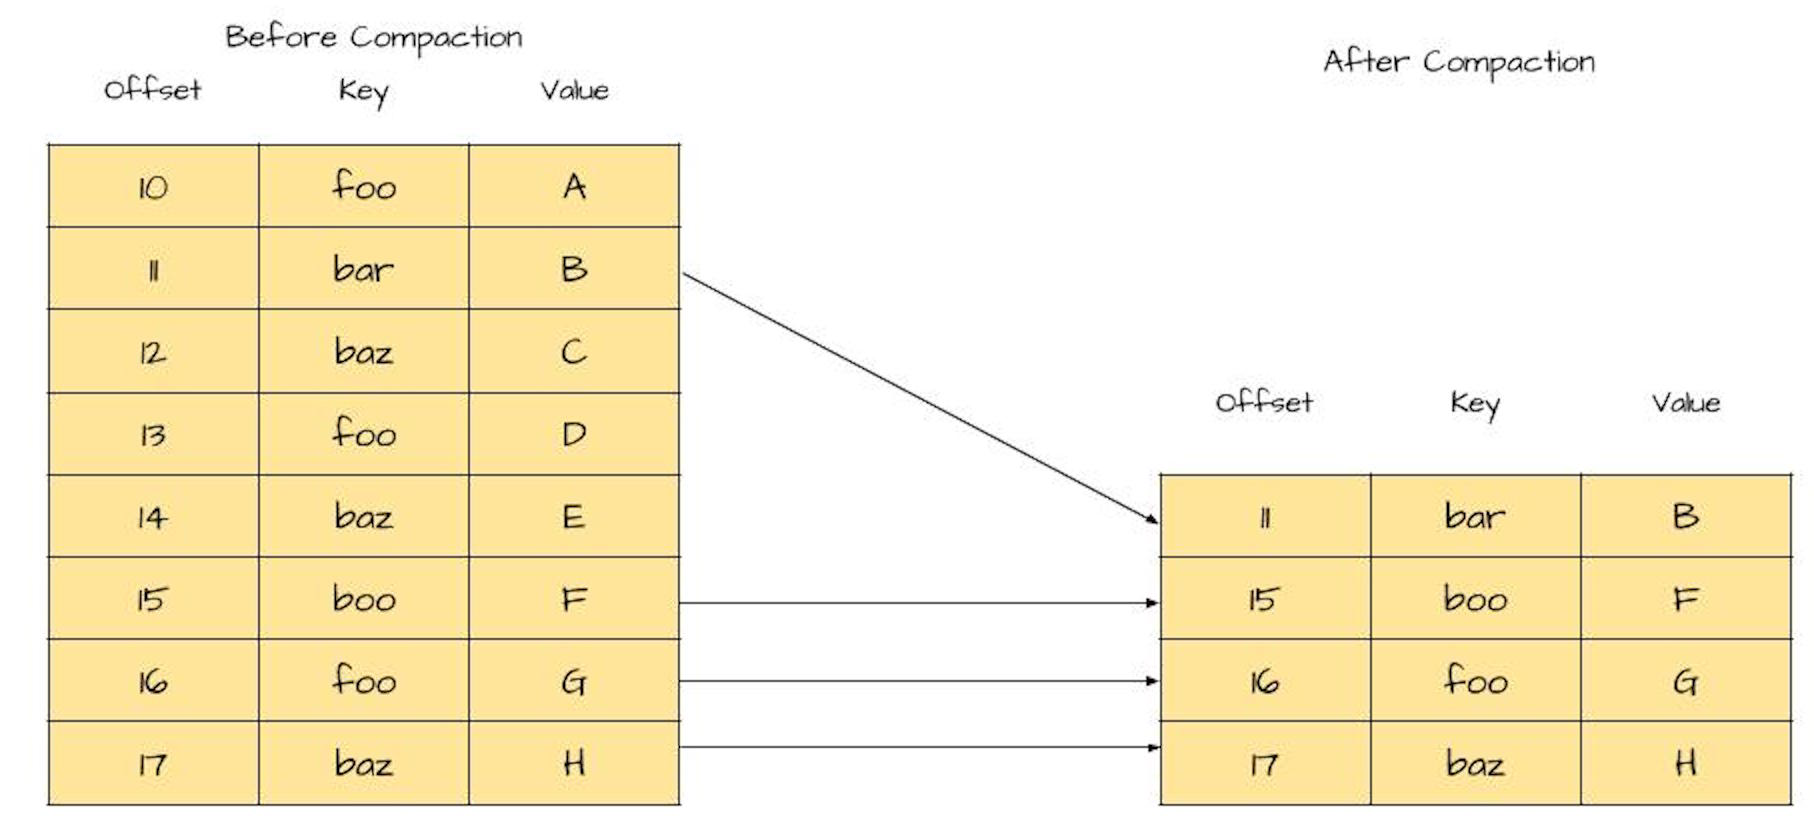 Before Compaction
Offset Key Value
10 foo A
11 bar B
12 baz C
13 foo D
14 baz E
15 boo F
16 foo G
17 baz H
After Compaction
Offset Key Value
11 bar B
15 boo F
16 foo G
17 baz H